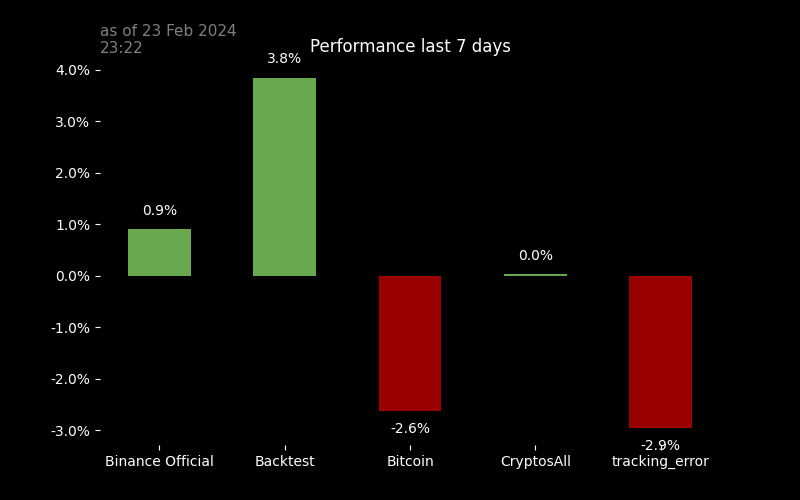 as of 23 Feb 2024
23:22
Performance last 7 days
4.0%
3.0%
2.0%
1.0%
0.0%
-1.0%
-2.0%
-3.0%
0.9%
3.8%
-2.6%
0.0%
-2.9%
Binance Official
Backtest
Bitcoin
CryptosAll
tracking_error